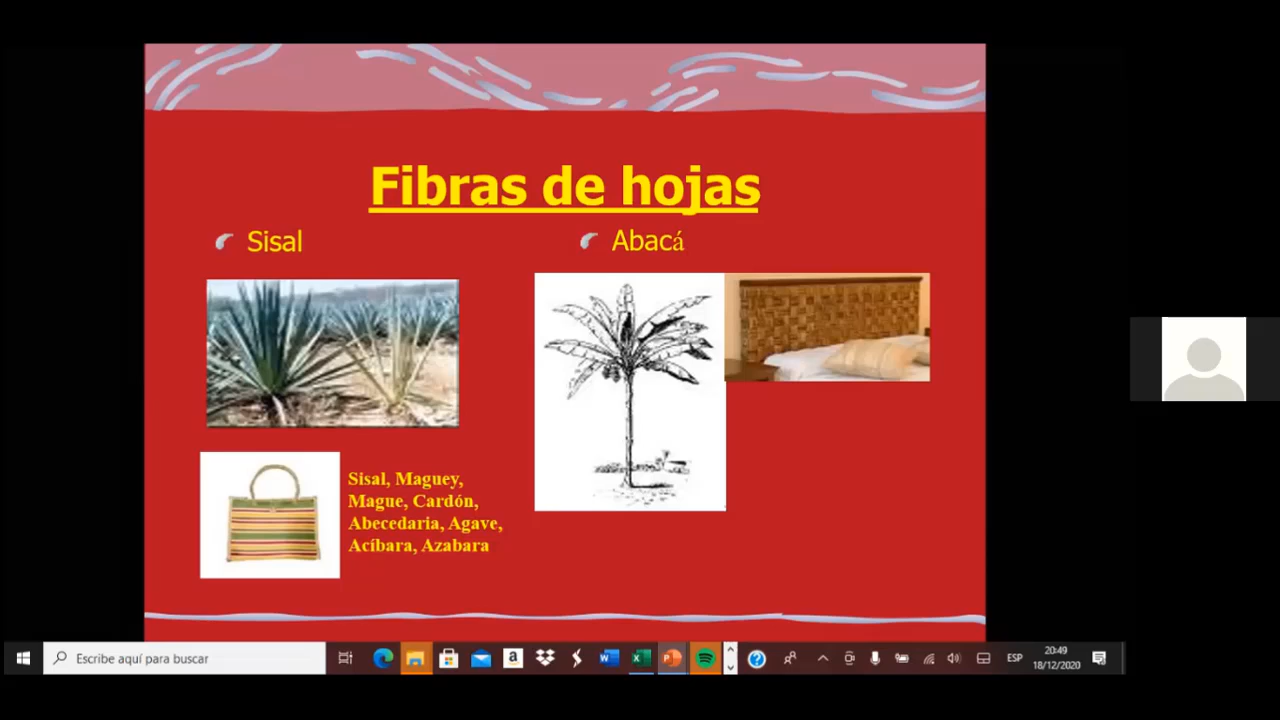 Fibras de hojas
Sisal
Abacá
Sisal, Maguey,
Mague, Cardón,
Abecedaria, Agave,
Acíbara, Azabara
Escribe aquí para buscar
ESP
20:49
18/12/2020